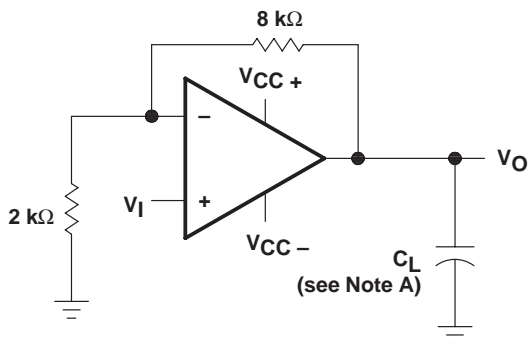 8 kΩ
VCC +
−
VO
VI
+
2 kΩ
VCC −
CL
(see Note A)